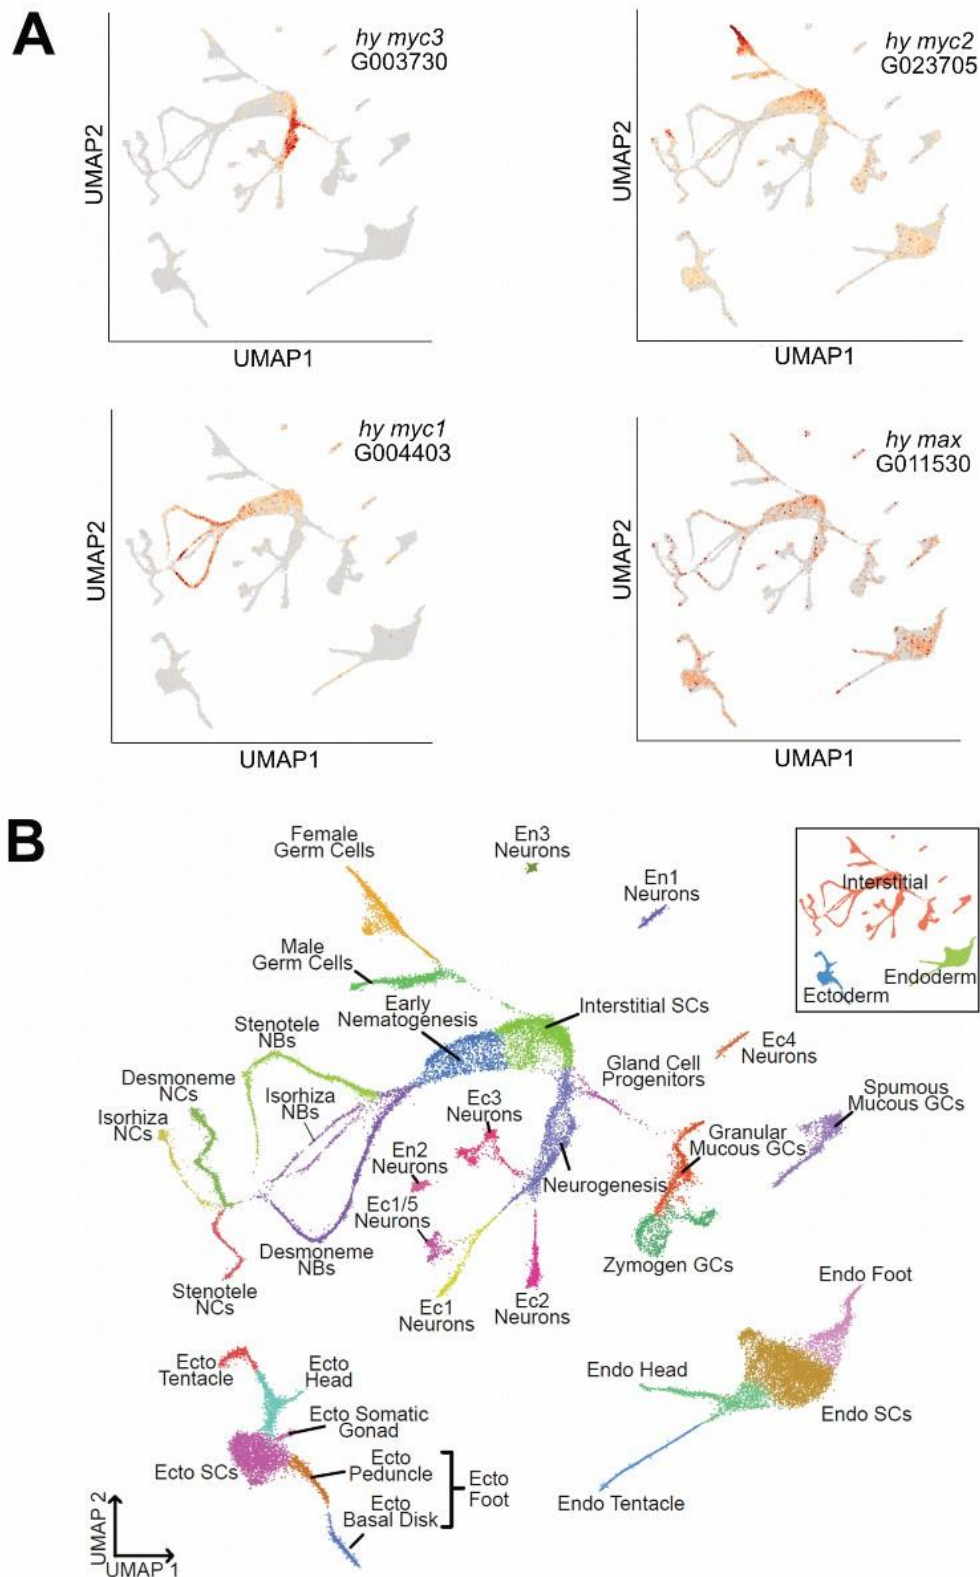 A
hy myc3
G003730
UMAP2
UMAP1
hy myc2
G023705
UMAP2
UMAP1
hy myc1
G004403
UMAP2
UMAP1
hy max
G011530
UMAP2
UMAP1
B
Female
Germ Cells
En3
Neurons
En1
Neurons
Interstitial
Ectoderm
Endoderm
Male
Germ Cells
Early
Nematogenesis
Interstitial SCs
Stenotele
NBs
Desmoneme
NCs
Isorhiza
NBs
Isorhiza
NCs
Ec3
Neurons
Gland Cell
Progenitors
Ec4
Neurons
Spumous
Mucous GCs
Granular
Mucous GCs
En2
Neurons
Neurogenesis
Ec1/5
Neurons
Desmoneme
NBs
Zymogen GCs
Stenotele
NCs
Ec1
Neurons
Ec2
Neurons
Endo Foot
Ecto
Tentacle
Ecto
Head
Endo Head
Ecto Somatic
Gonad
Endo SCs
Ecto SCs
Ecto
Peduncle
Ecto
Foot
Ecto
Basal Disk
Endo Tentacle
UMAP 2
UMAP 1